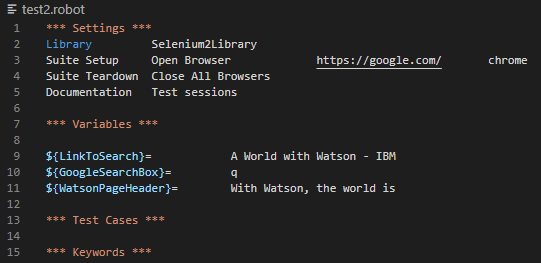 test2.robot
1 *** Settings ***
2 Library Selenium2Library
3 Suite Setup Open Browser https://google.com/ chrome
4 Suite Teardown Close All Browsers
5 Documentation Test sessions
6
7 *** Variables ***
8
9 ${LinkToSearch}= A World with Watson - IBM
10 ${GoogleSearchBox}= q
11 ${WatsonPageHeader}= With Watson, the world is
12
13 *** Test Cases ***
14
15 *** Keywords ***